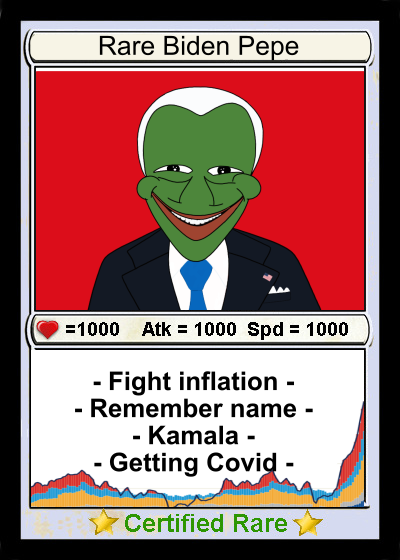 Rare Biden Pepe
=1000 Atk = 1000 Spd = 1000
- Fight inflation -
- Remember name -
- Kamala -
- Getting Covid -
Certified Rare